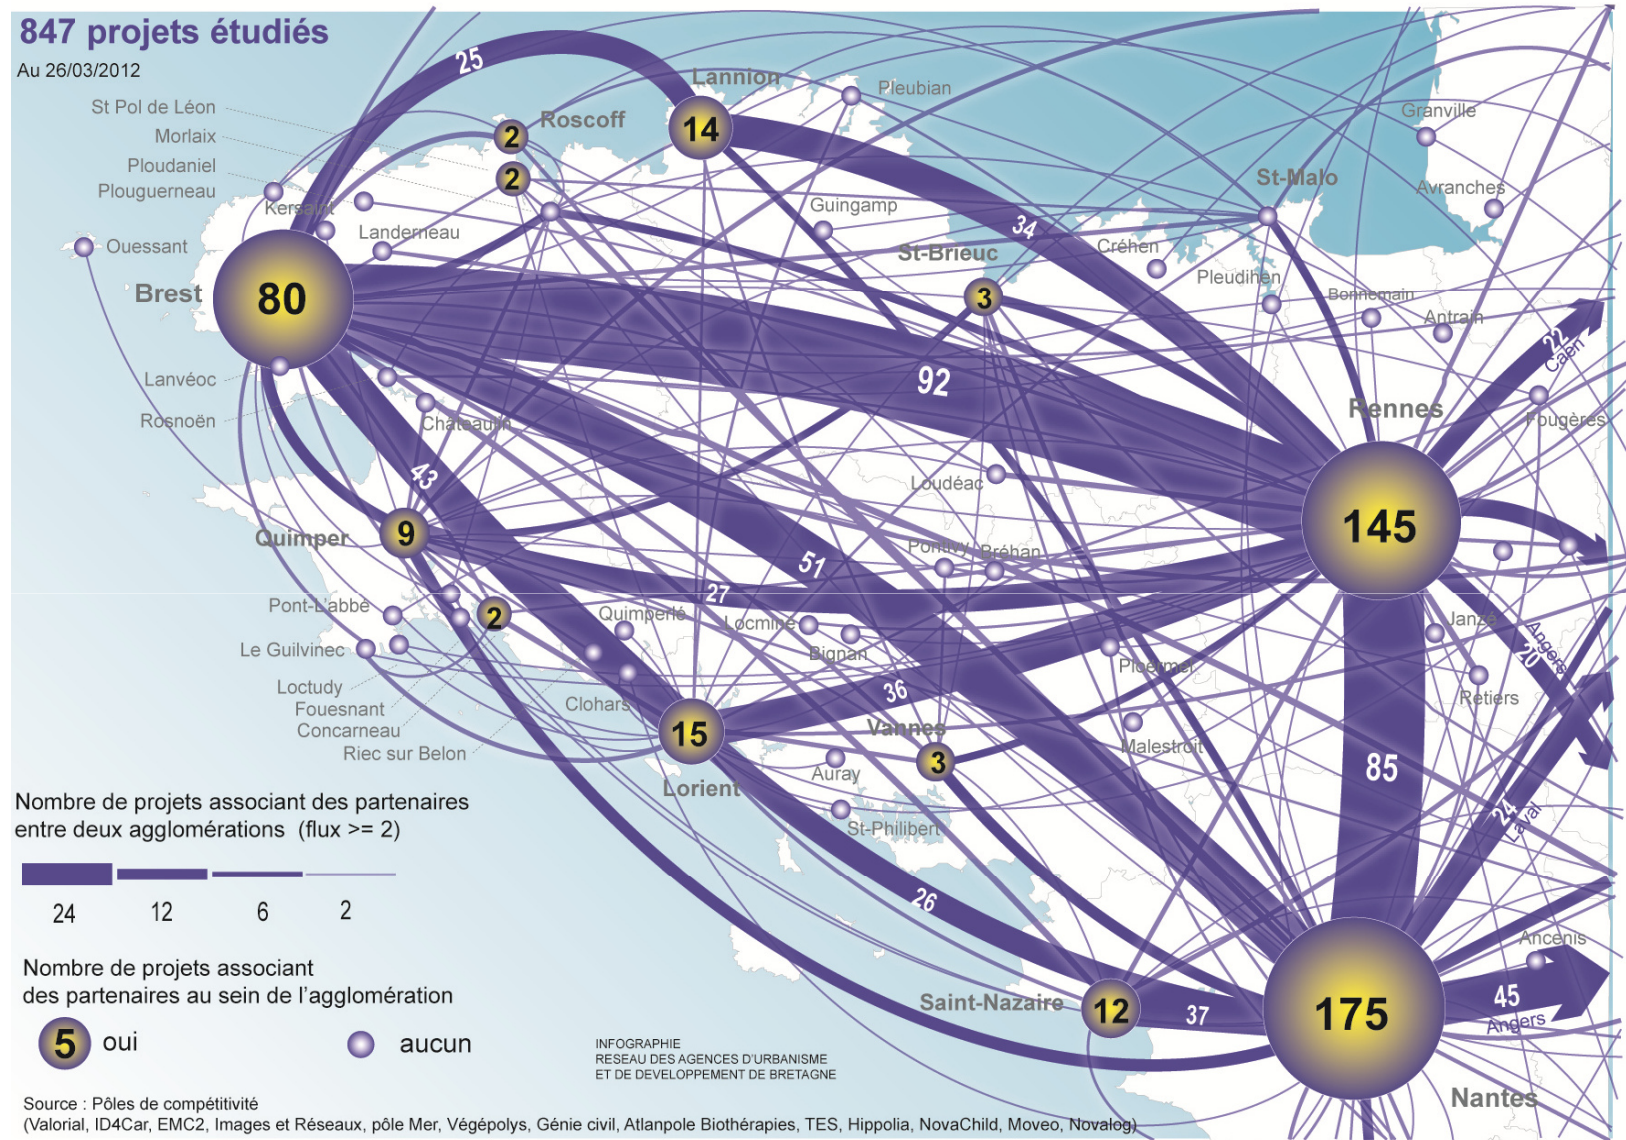 847 projets étudiés
Au 26/03/2012
25
Lannion
14
Pleubian
St Pol de Léon
Roscoff
2
Morlaix
Granville
Ploudaniel
2
Plouguerneau
St-Malo
Avranches
Kersaint
Guingamp
34
Landerneau
Ouessant
St-Brieuc
Créhen
Pleudihen
Brest
80
3
Bonnemain
Antrain
22
Caen
Lanvéoc
92
Rosnoën
Rennes
Châteaulin
Fougères
43
Loudéac
Quimper
9
145
Pontivy
Bréhan
51
27
Pont-L'abbé
2
Quimperlé
Locminé
Janzé
Angers
20
Le Guilvinec
Bignan
Ploërmel
Loctudy
36
Retiers
Fouesnant
Clohars
Concarneau
15
Vannes
Riec sur Belon
3
Malestroit
Auray
85
Lorient
24
Laval
St-Philibert
Nombre de projets associant des partenaires
entre deux agglomérations (flux >= 2)
24
12
6
2
26
Ancenis
Nombre de projets associant
des partenaires au sein de l'agglomération
Saint-Nazaire
12
37
175
45
Angers
5
oui
aucun
INFOGRAPHIE
RESEAU DES AGENCES D'URBANISME
ET DE DEVELOPPEMENT DE BRETAGNE
Nantes
Source : Pôles de compétitivité
(Valorial, ID4Car, EMC2, Images et Réseaux, pôle Mer, Végépolys, Génie civil, Atlanpole Biothérapies, TES, Hippolia, NovaChild, Moveo, Novalog)